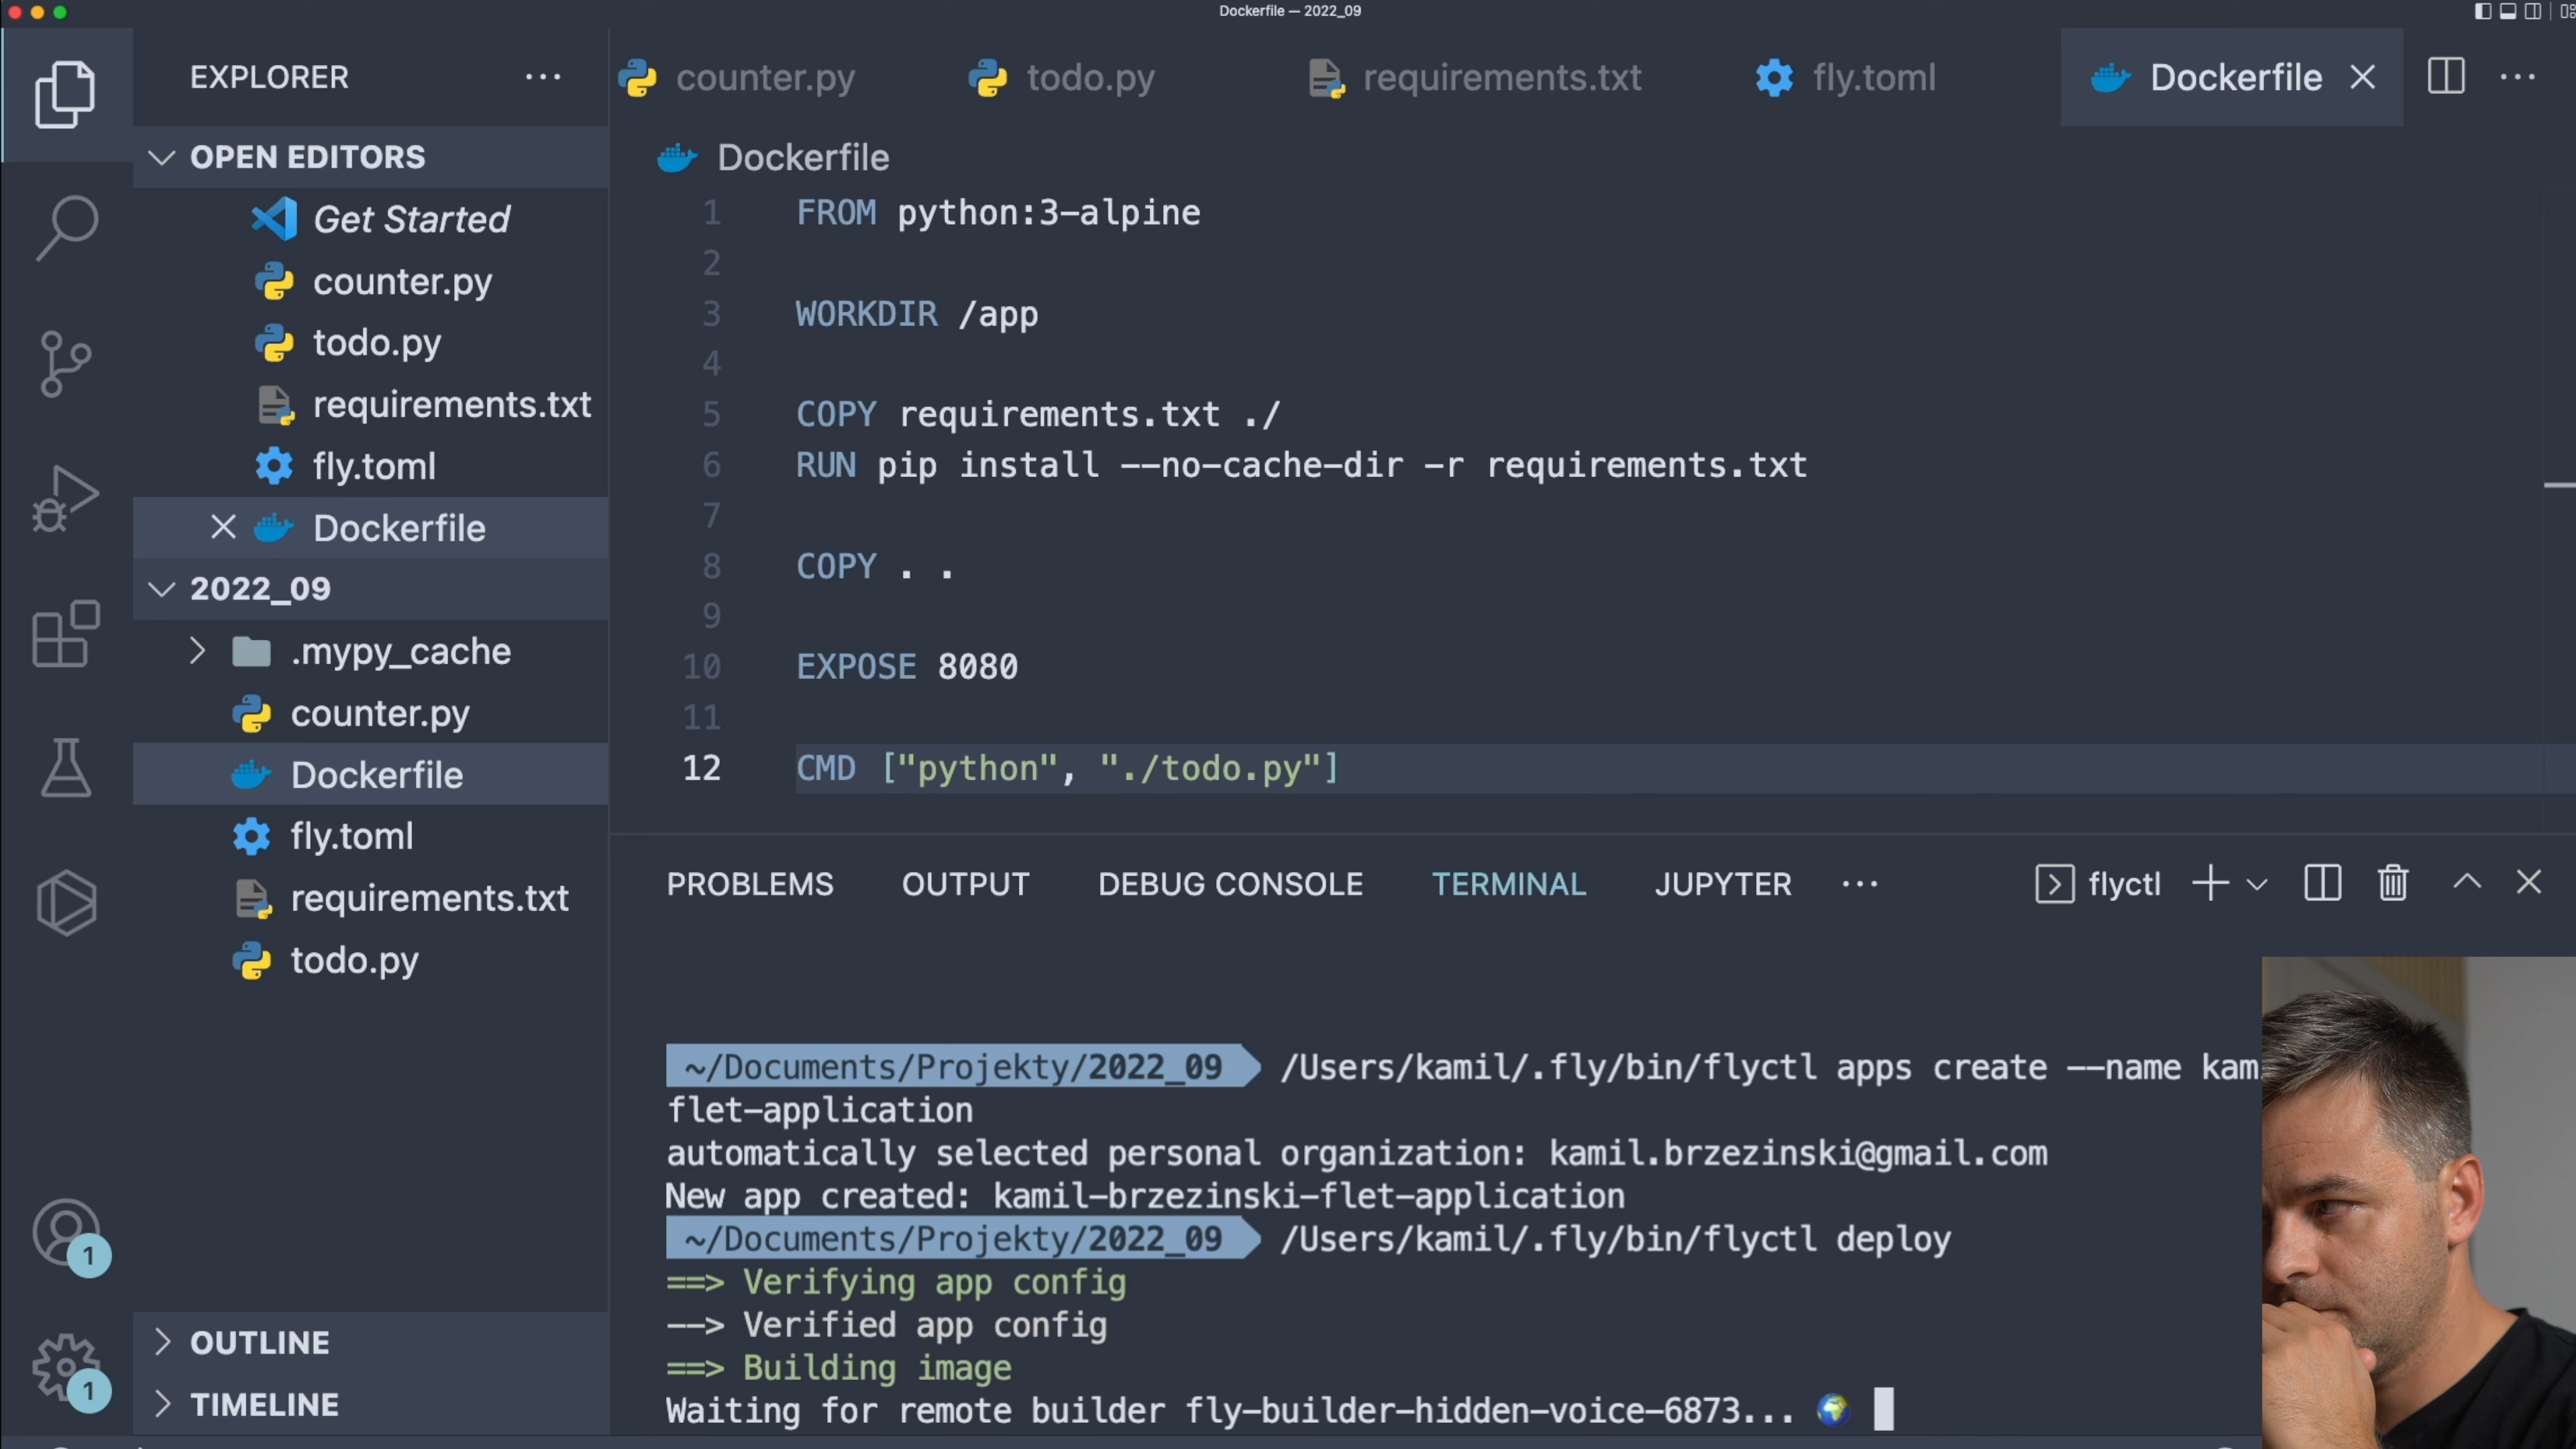 Dockerfile — 2022_09
EXPLORER
counter.py
todo.py
requirements.txt
fly.toml
Dockerfile
OPEN EDITORS
Get Started
counter.py
todo.py
requirements.txt
fly.toml
Dockerfile
2022_09
.mypy_cache
counter.py
Dockerfile
fly.toml
requirements.txt
todo.py
OUTLINE
TIMELINE
1
1
Dockerfile
1 FROM python:3-alpine
2
3 WORKDIR /app
4
5 COPY requirements.txt ./
6 RUN pip install --no-cache-dir -r requirements.txt
7
8 COPY . .
9
10 EXPOSE 8080
11
12 CMD ["python", "./todo.py"]
PROBLEMS OUTPUT DEBUG CONSOLE TERMINAL JUPYTER
flyctl
~/Documents/Projekty/2022_09 /Users/kamil/.fly/bin/flyctl apps create --name kam
flet-application
automatically selected personal organization: kamil.brzezinski@gmail.com
New app created: kamil-brzezinski-flet-application
~/Documents/Projekty/2022_09 /Users/kamil/.fly/bin/flyctl deploy
==> Verifying app config
--> Verified app config
==> Building image
Waiting for remote builder fly-builder-hidden-voice-6873...